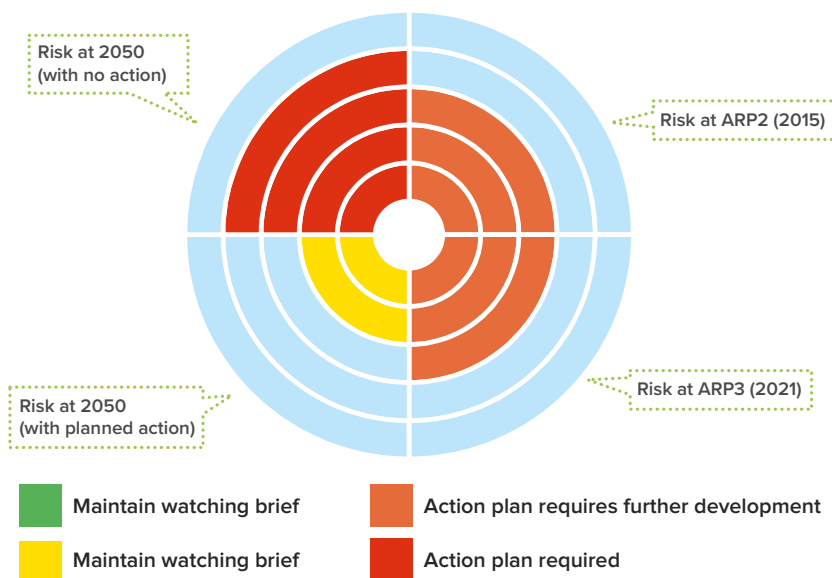 Risk at 2050
(with no action)
Risk at ARP2 (2015)
Risk at 2050
(with planned action)
Risk at ARP3 (2021)
Maintain watching brief
Action plan requires further development
Maintain watching brief
Action plan required